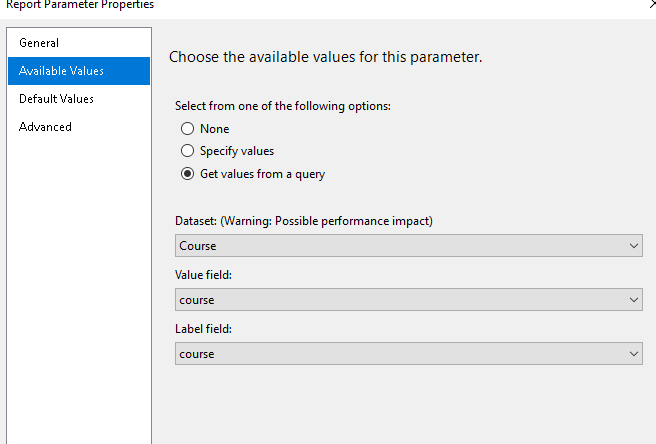 Report Parameter Properties
General
Available Values
Default Values
Advanced
Choose the available values for this parameter.
Select from one of the following options:
None
Specify values
Get values from a query
Dataset: (Warning: Possible performance impact)
Course
Value field:
course
Label field:
course